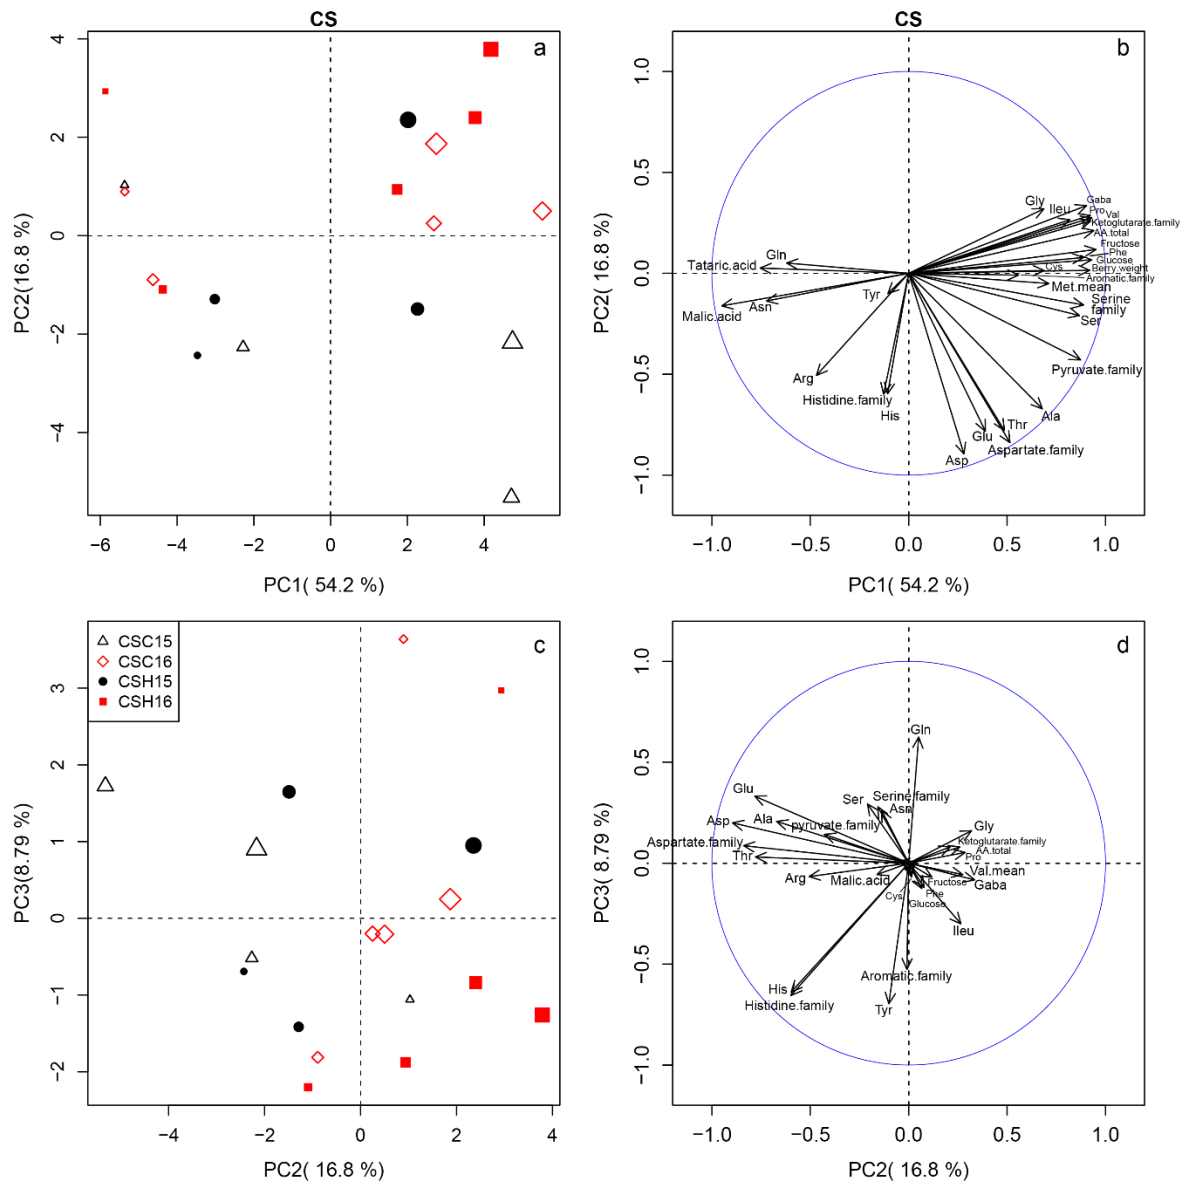 CS
a
4
2
0
−2
−4
PC2(16.8 %)
−6
−4
−2
0
2
4
PC1( 54.2 %)
CS
b
1.0
0.5
0.0
−0.5
−1.0
PC2( 16.8 %)
Gly
Ileu
Gaba
Pro
Val
Ketoglutarate.family
AA.total
Fructose
Phe
Glucose
Cys
Berry.weight
Aromatic.family
Met.mean
Serine
family
Ser
Gln
Tataric.acid
Tyr
Asn
Malic.acid
Arg
Histidine.family
His
Pyruvate.family
Ala
Thr
Glu
Aspartate.family
Asp
−1.0
−0.5
0.0
0.5
1.0
PC1( 54.2 %)
CSC15
CSC16
CSH15
CSH16
c
3
2
1
0
−1
−2
PC3(8.79 %)
−4
−2
0
2
4
PC2( 16.8 %)
d
1.0
0.5
0.0
−0.5
−1.0
PC3( 8.79 %)
Gln
Glu
Ser
Serine.family
Asn
Asp
Ala
pyruvate.family
Gly
Aspartate.family
Ketoglutarate.family
AA.total
Thr
Pro
Arg
Malic.acid
Val.mean
Fructose
Gaba
Cys
Phe
Glucose
Ileu
Aromatic.family
His
Histidine.family
Tyr
−1.0
−0.5
0.0
0.5
1.0
PC2( 16.8 %)